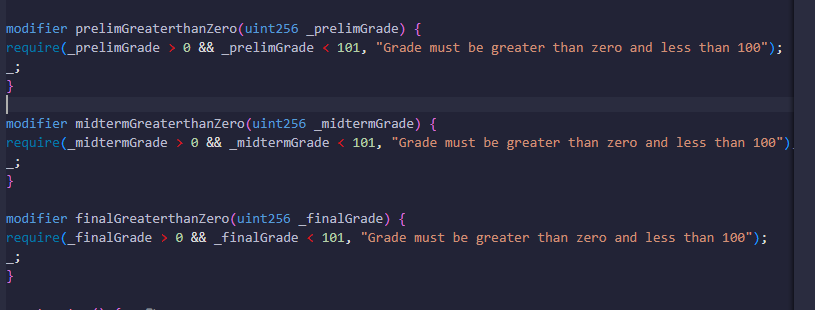 modifier prelimGreaterthanZero(uint256 _prelimGrade) {
require(_prelimGrade > 0 && _prelimGrade < 101, "Grade must be greater than zero and less than 100");
_;
}
modifier midtermGreaterthanZero(uint256 _midtermGrade) {
require(_midtermGrade > 0 && _midtermGrade < 101, "Grade must be greater than zero and less than 100")
_;
}
modifier finalGreaterthanZero(uint256 _finalGrade) {
require(_finalGrade > 0 && _finalGrade < 101, "Grade must be greater than zero and less than 100");
_;
}